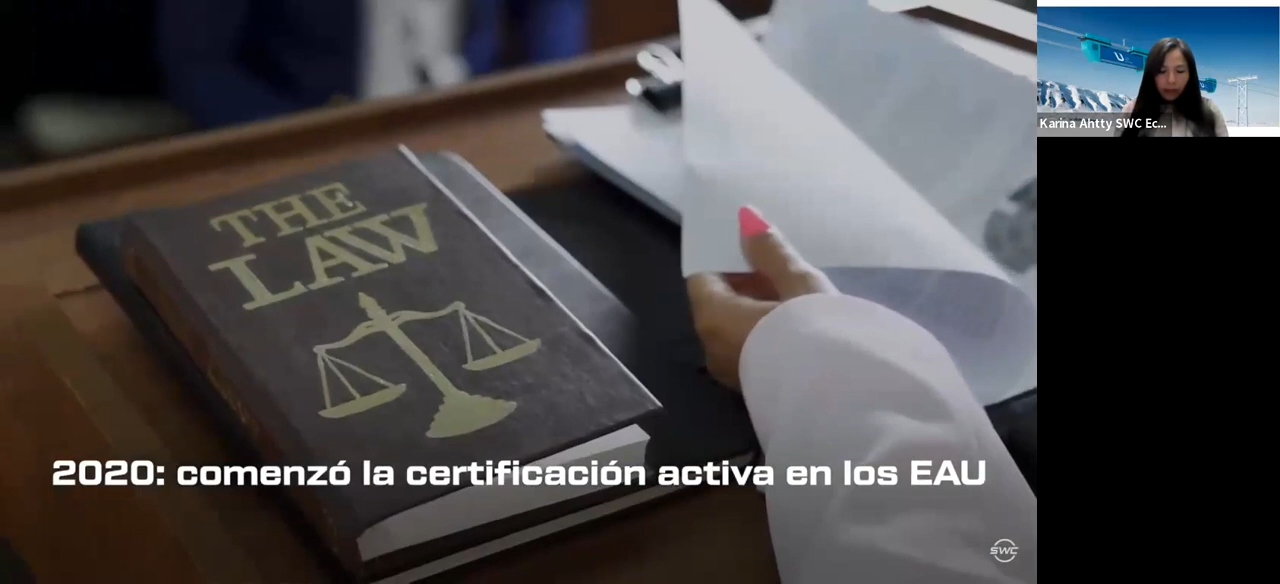 THE
LAW
2020: comenzó la certificación activa en los EAU
SWC
Karina Ahtty SWC Ec...